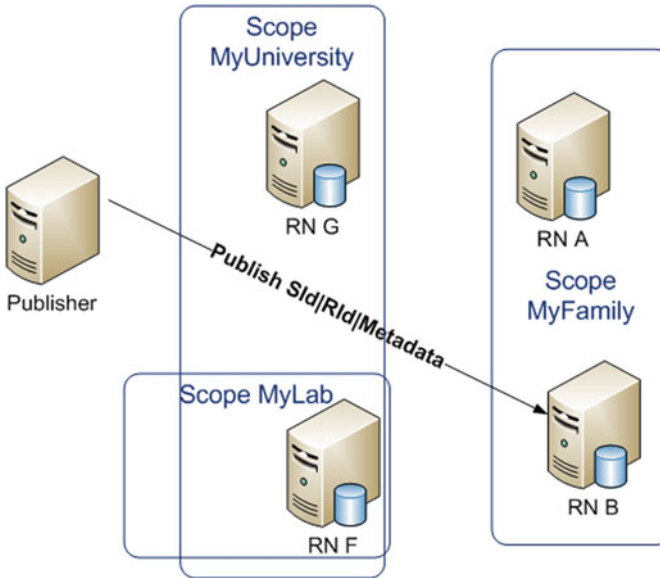 Scope
MyUniversity
RN G
RN A
Publisher
Publish SId|RId|Metadata
Scope
MyFamily
Scope MyLab
RN F
RN B